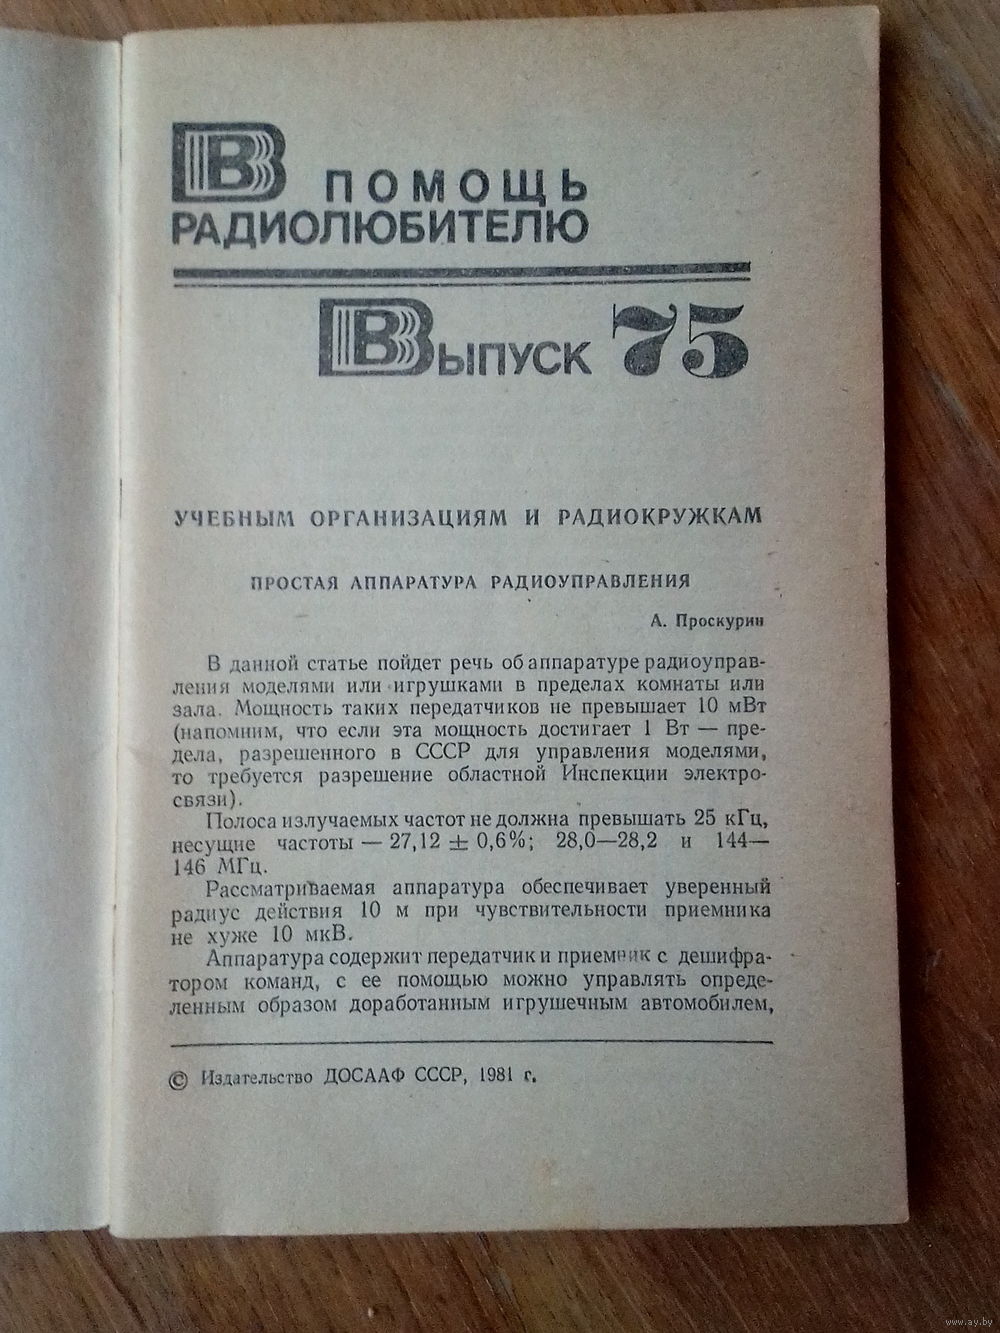 В ПОМОЩЬ
РАДИОЛЮБИТЕЛЮ
Выпуск 75
УЧЕБНЫМ ОРГАНИЗАЦИЯМ И РАДИОКРУЖКАМ
ПРОСТАЯ АППАРАТУРА РАДИОУПРАВЛЕНИЯ
А. Проскурин
В данной статье пойдет речь об аппаратуре радиоуправ-
ления моделями или игрушками в пределах комнаты или
зала. Мощность таких передатчиков не превышает 10 мВт
(напомним, что если эта мощность достигает 1 Вт — пре-
дела, разрешенного в СССР для управления моделями,
то требуется разрешение областной Инспекции электро-
связи).
Полоса излучаемых частот не должна превышать 25 кГц,
несущие частоты — 27,12 ± 0,6%; 28,0—28,2 и 144—
146 МГц.
Рассматриваемая аппаратура обеспечивает уверенный
радиус действия 10 м при чувствительности приемника
не хуже 10 мкВ.
Аппаратура содержит передатчик и приемник с дешифра-
тором команд, с ее помощью можно управлять опреде-
ленным образом доработанным игрушечным автомобилем,
© Издательство ДОСААФ СССР, 1981 г.
www.ay.by